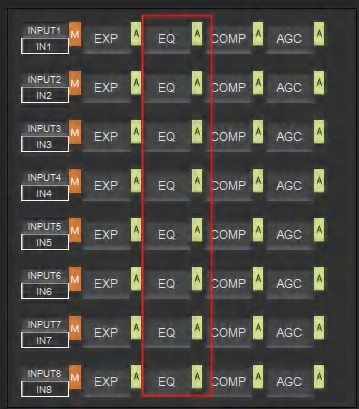 INPUT1 M EXP A EQ A COMP A AGC A
IN1
INPUT2 M EXP A EQ A COMP A AGC A
IN2
INPUT3 M EXP A EQ A COMP A AGC A
IN3
INPUT4 M EXP A EQ A COMP A AGC A
IN4
INPUT5 M EXP A EQ A COMP A AGC A
IN5
INPUT6 M EXP A EQ A COMP A AGC A
IN6
INPUT7 M EXP A EQ A COMP A AGC A
IN7
INPUT8 M EXP A EQ A COMP A AGC A
IN8